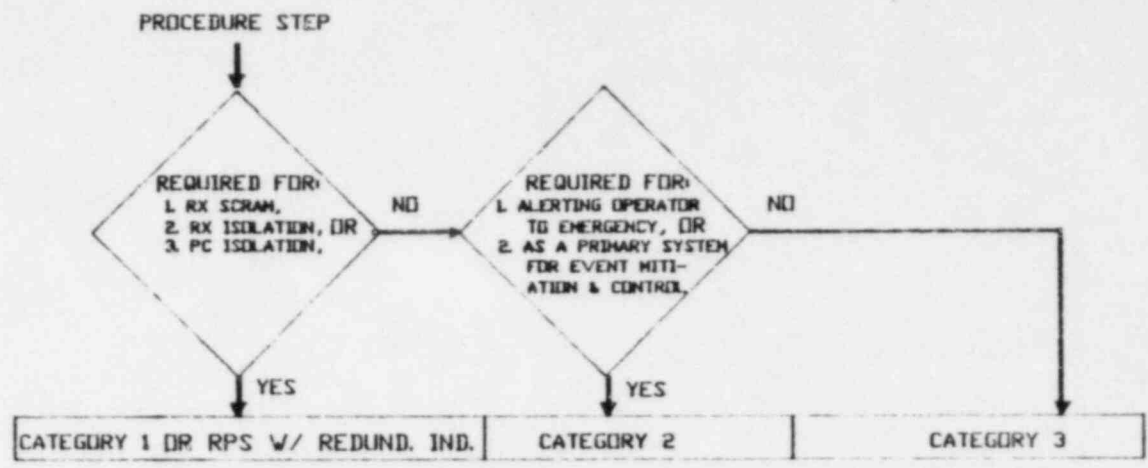 PROCEDURE STEP
REQUIRED FOR:
1. RX SCRAM,
2. RX ISOLATION, OR
3. PC ISOLATION,
NO
YES
REQUIRED FOR:
1. ALERTING OPERATOR
TO EMERGENCY, OR
2. AS A PRIMARY SYSTEM
FOR EVENT MITI-
ATION & CONTROL,
NO
YES
CATEGORY 1 OR RPS W/ REDUND. IND.
CATEGORY 2
CATEGORY 3